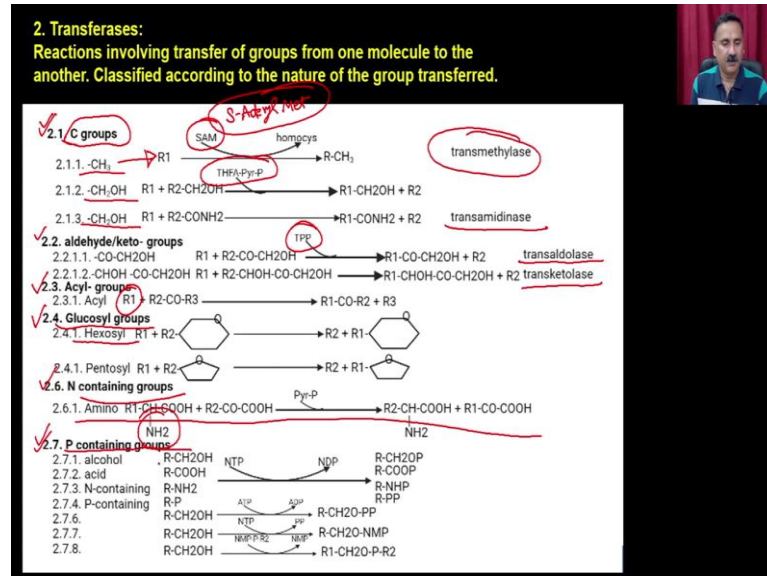 2. Transferases:
Reactions involving transfer of groups from one molecule to the
another. Classified according to the nature of the group transferred.
S-Adenyl Met
2.1. C groups
SAM homocys
2.1.1. -CH3 R1 R-CH3 transmethylase
THFA-Pyr-P
2.1.2. -CH2OH R1 + R2-CH2OH R1-CH2OH + R2
2.1.3. -CH2OH R1 + R2-CONH2 R1-CONH2 + R2 transamidinase
2.2. aldehyde/keto- groups TPP
2.2.1.1. -CO-CH2OH R1 + R2-CO-CH2OH R1-CO-CH2OH + R2 transaldolase
2.2.1.2.-CHOH -CO-CH2OH R1 + R2-CHOH-CO-CH2OH R1-CHOH-CO-CH2OH + R2 transketolase
2.3. Acyl- groups
2.3.1. Acyl R1 + R2-CO-R3 R1-CO-R2 + R3
2.4. Glucosyl groups
2.4.1. Hexosyl R1 + R2- O R2 + R1- O
2.4.1. Pentosyl R1 + R2- O R2 + R1- O
2.6. N containing groups
Pyr-P
2.6.1. Amino R1-CH-COOH + R2-CO-COOH R2-CH-COOH + R1-CO-COOH
NH2 NH2
2.7. P containing groups
2.7.1. alcohol R-CH2OH NTP NDP R-CH2OP
2.7.2. acid R-COOH R-COOP
2.7.3. N-containing R-NH2 R-NHP
2.7.4. P-containing R-P R-PP
ATP ADP
2.7.6. R-CH2OH R-CH2O-PP
NTP PP
2.7.7. R-CH2OH R-CH2O-NMP
NMP-P R2 NMP
2.7.8. R-CH2OH R1-CH2O-P-R2